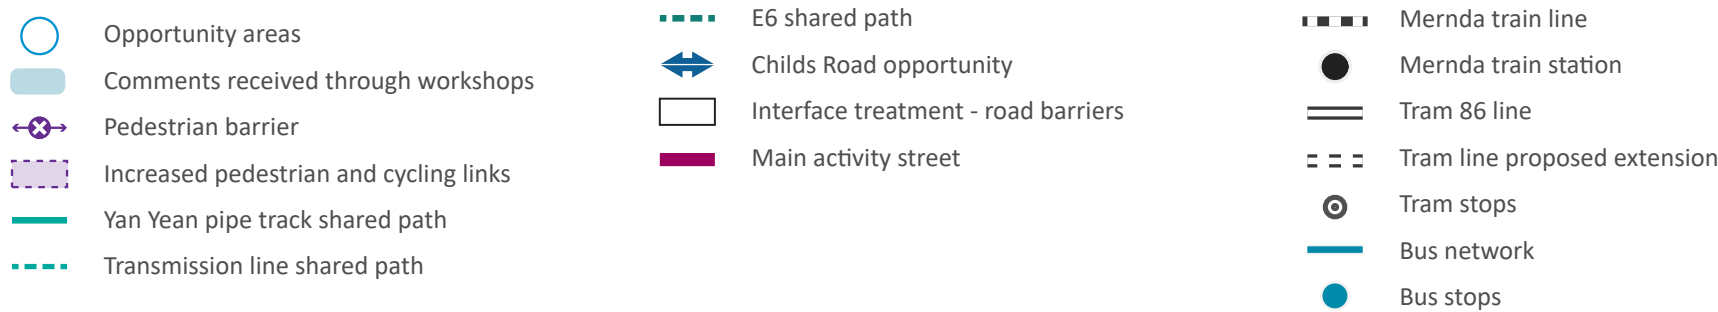 Opportunity areas
Comments received through workshops
Pedestrian barrier
Increased pedestrian and cycling links
Yan Yean pipe track shared path
Transmission line shared path
E6 shared path
Childs Road opportunity
Interface treatment - road barriers
Main activity street
Mernda train line
Mernda train station
Tram 86 line
Tram line proposed extension
Tram stops
Bus network
Bus stops